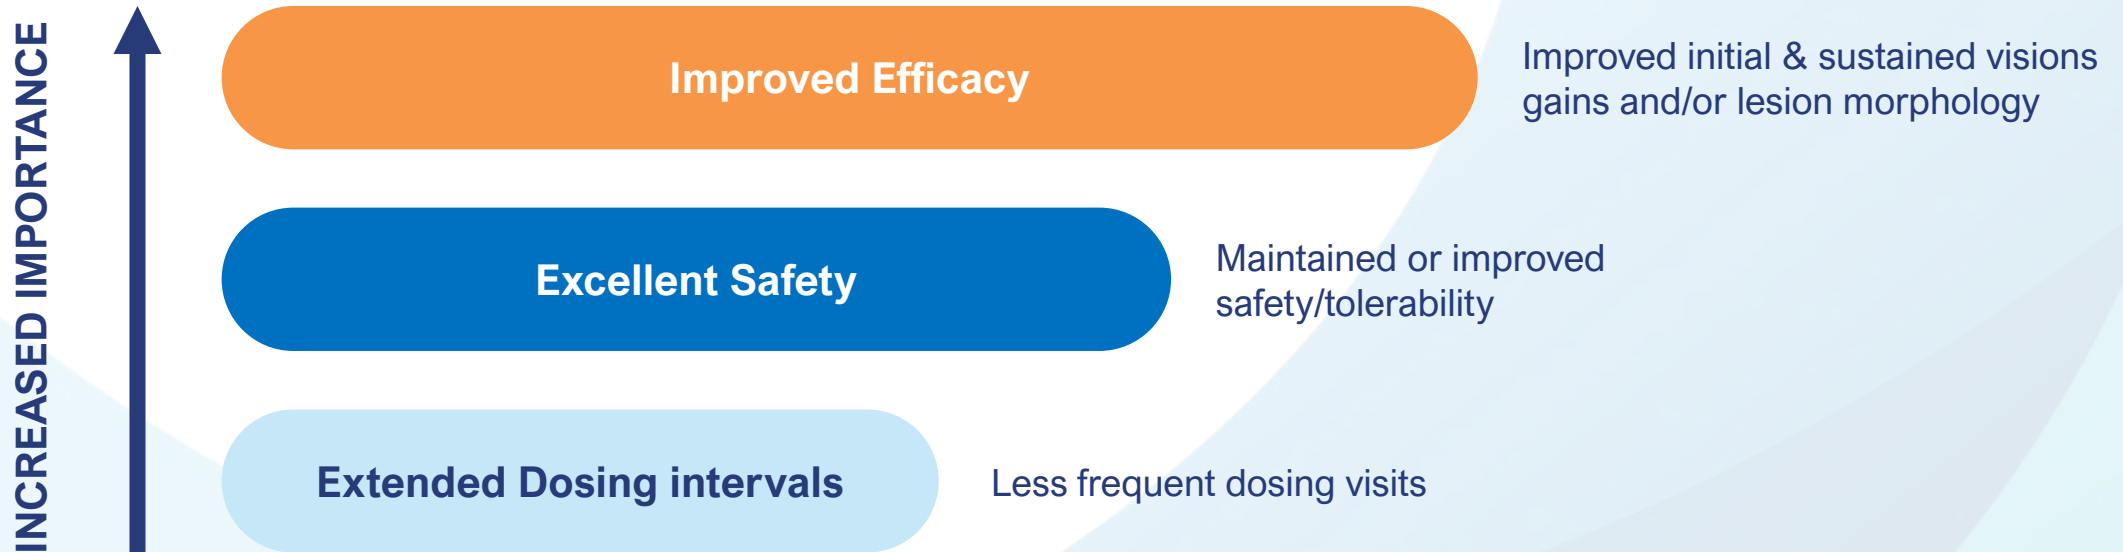 INCREASED IMPORTANCE
Improved Efficacy
Improved initial & sustained visions
gains and/or lesion morphology
Excellent Safety
Maintained or improved
safety/tolerability
Extended Dosing intervals
Less frequent dosing visits